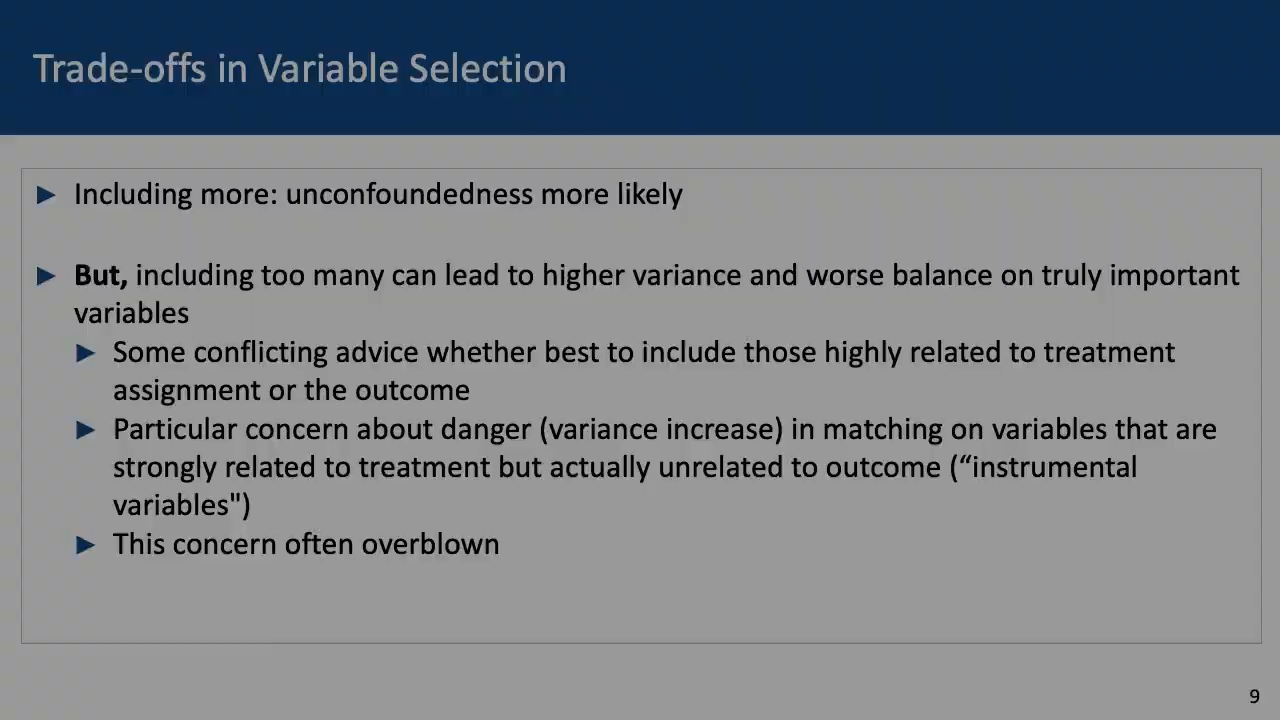 Trade-offs in Variable Selection
► Including more: unconfoundedness more likely
► But, including too many can lead to higher variance and worse balance on truly important
variables
► Some conflicting advice whether best to include those highly related to treatment
assignment or the outcome
► Particular concern about danger (variance increase) in matching on variables that are
strongly related to treatment but actually unrelated to outcome (“instrumental
variables")
► This concern often overblown
9